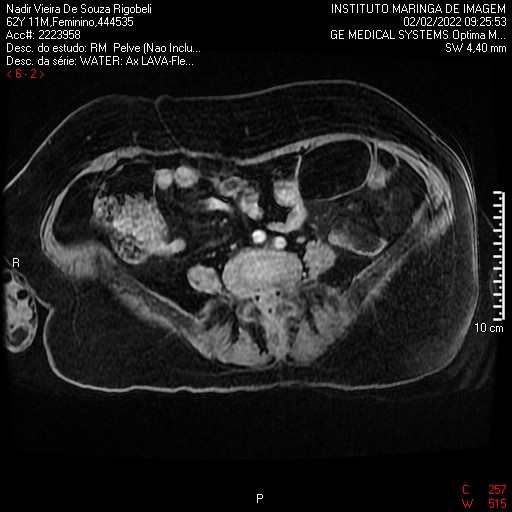 Nadir Vieira De Souza Rigobeli
62Y 11M,Feminino,444535
Acc#: 2223958
Desc. do estudo: RM  Pelve (Nao Inclu...
Desc. da série: WATER: Ax LAVA-Fle...
< 6 - 2 >
INSTITUTO MARINGA DE IMAGEM
02/02/2022 09:25:53
GE MEDICAL SYSTEMS Optima M...
SW 4,40 mm
R
10 cm
P
C 257
W 515